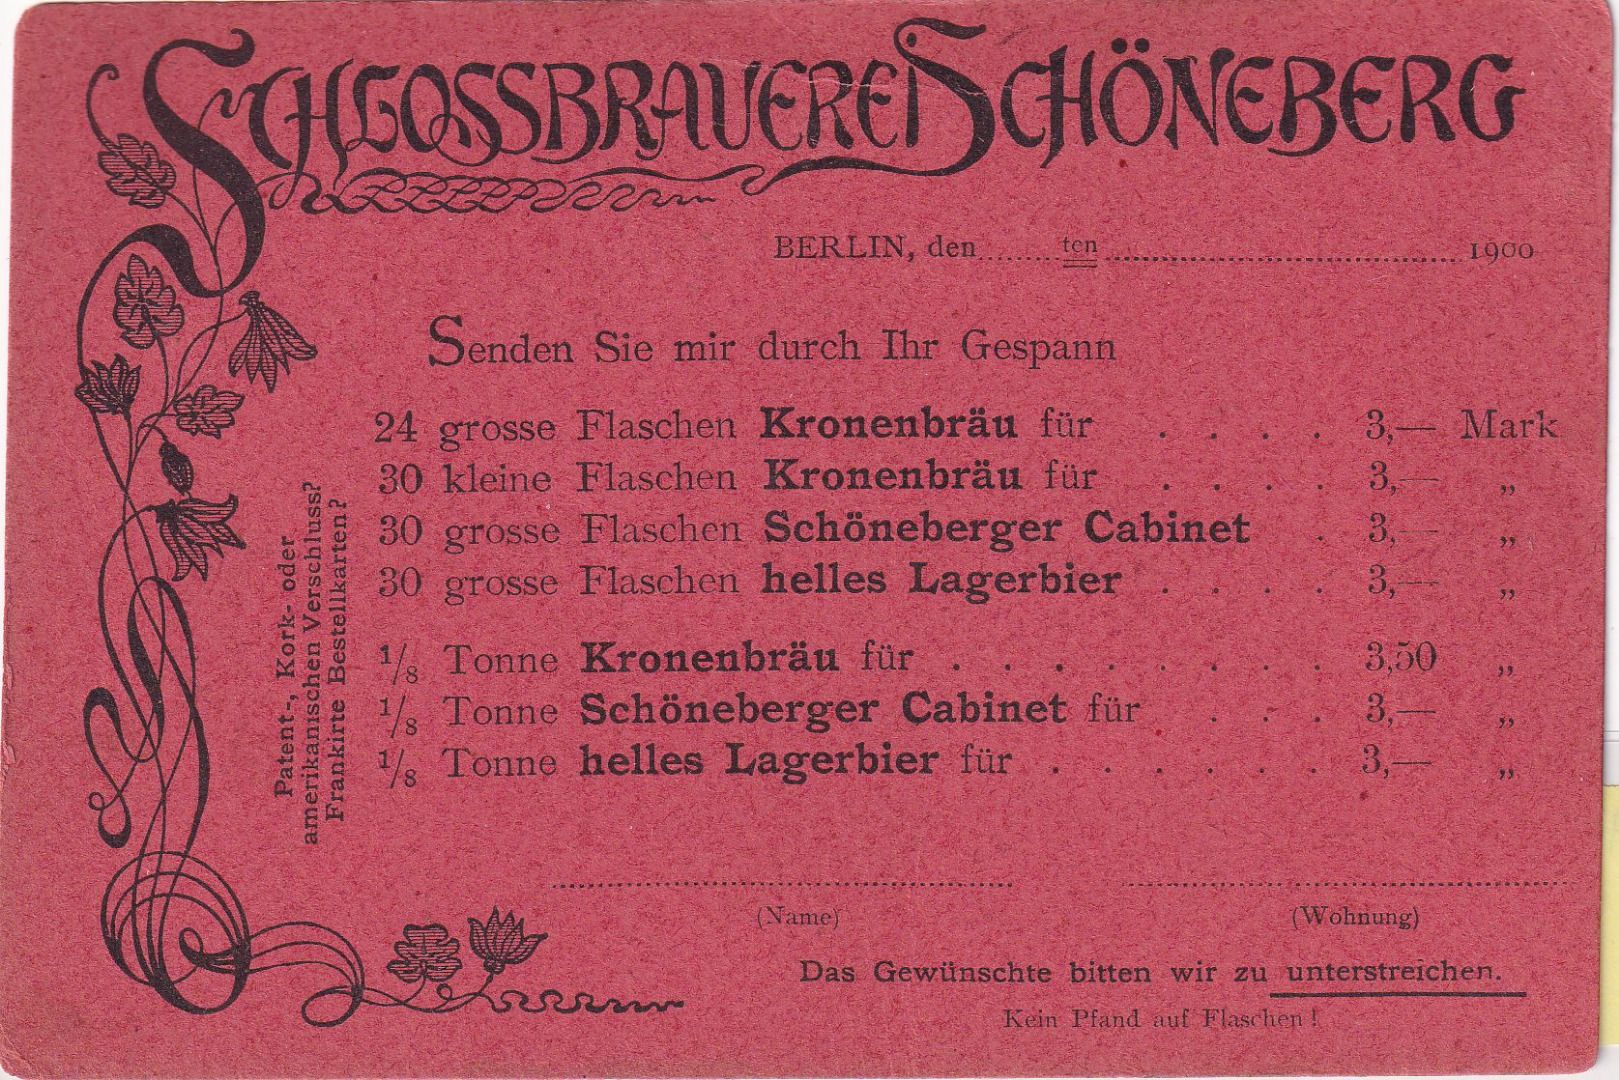 SCHLOSSBRAUEREI SCHÖNEBERG
BERLIN, den ........ ten ........................................ 1900
Senden Sie mir durch Ihr Gespann
24 grosse Flaschen Kronenbräu für . . . . 3,— Mark
30 kleine Flaschen Kronenbräu für . . . . 3,— „
30 grosse Flaschen Schöneberger Cabinet . 3,— „
30 grosse Flaschen helles Lagerbier . . . . 3,— „
1/8 Tonne Kronenbräu für . . . . . . . . 3,50 „
1/8 Tonne Schöneberger Cabinet für . . . 3,— „
1/8 Tonne helles Lagerbier für . . . . . . 3,— „
Patent-, Kork- oder
amerikanischen Verschluss?
Frankirte Bestellkarten?
(Name) (Wohnung)
Das Gewünschte bitten wir zu unterstreichen.
Kein Pfand auf Flaschen!